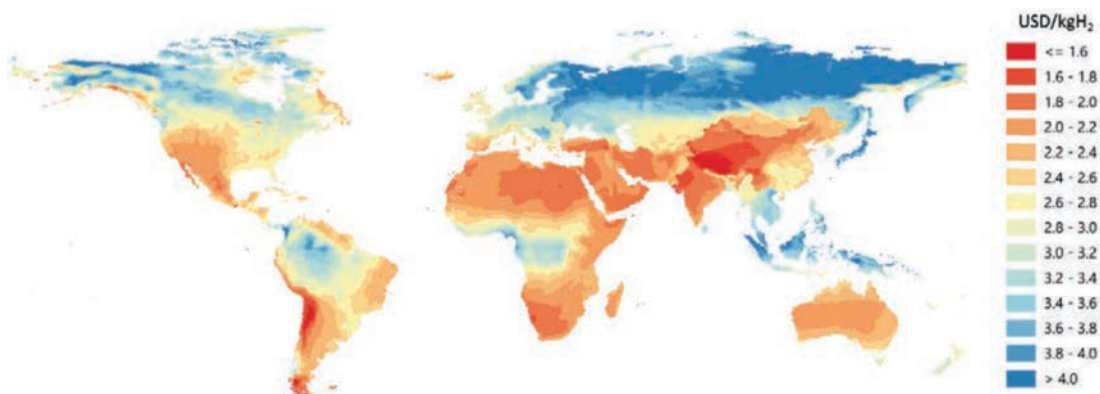 USD/kgH₂
<= 1.6
1.6 - 1.8
1.8 - 2.0
2.0 - 2.2
2.2 - 2.4
2.4 - 2.6
2.6 - 2.8
2.8 - 3.0
3.0 - 3.2
3.2 - 3.4
3.4 - 3.6
3.6 - 3.8
3.8 - 4.0
> 4.0